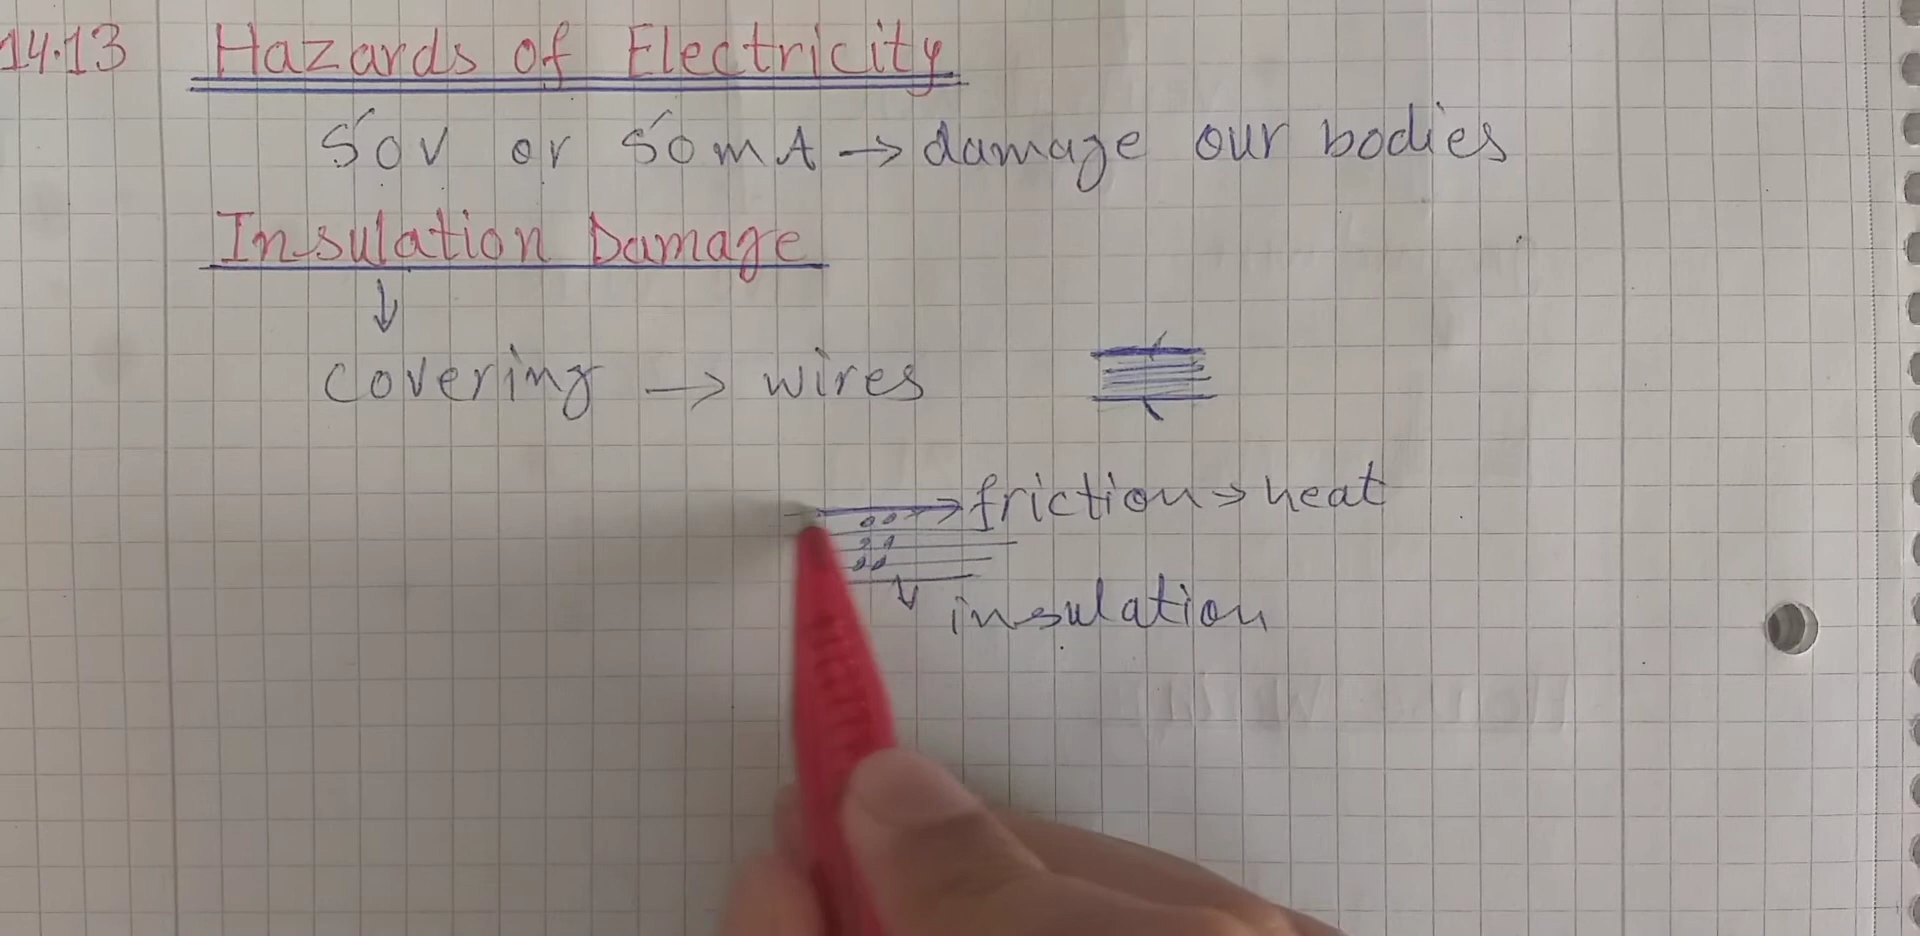 14.13 Hazards of Electricity
50V or 50mA → damage our bodies
Insulation Damage
↓
covering → wires
→ friction → heat
↓ insulation